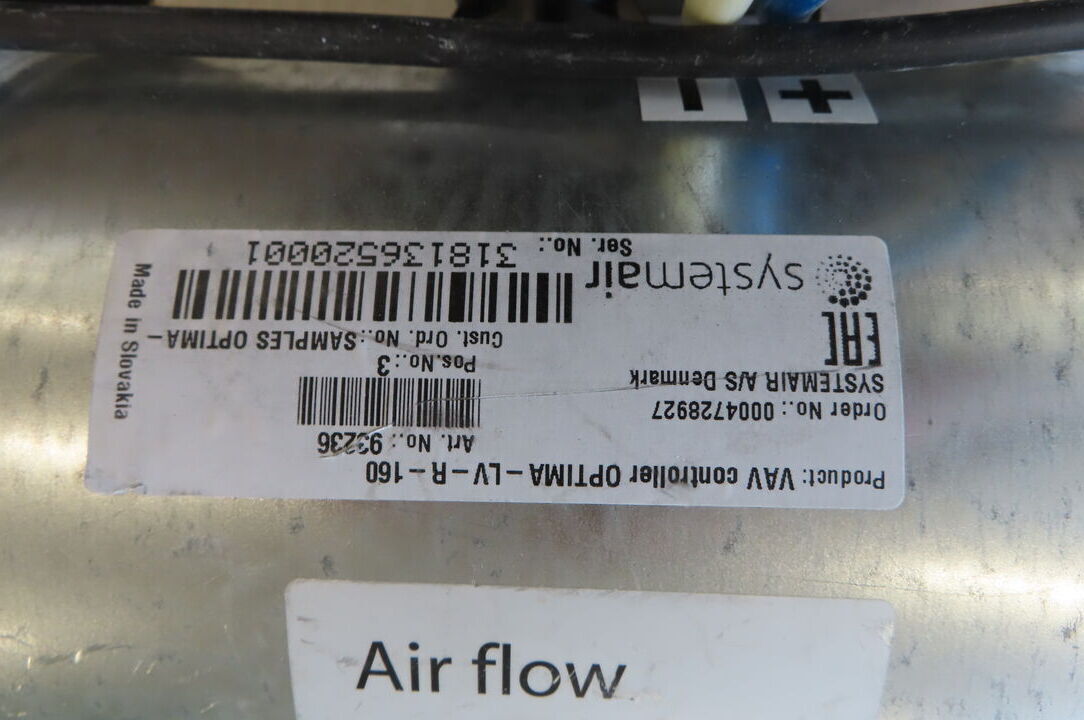 − +
Product: VAV controller OPTIMA-LV-R-160
Order No.: 0004728927
Art. No.: 93236
SYSTEMAIR A/S Denmark
Pos.No.:3
EAC
Cust. Ord. No.:SAMPLES OPTIMA-
systemair
Ser. No.: 318136520001
Made in Slovakia
Air flow